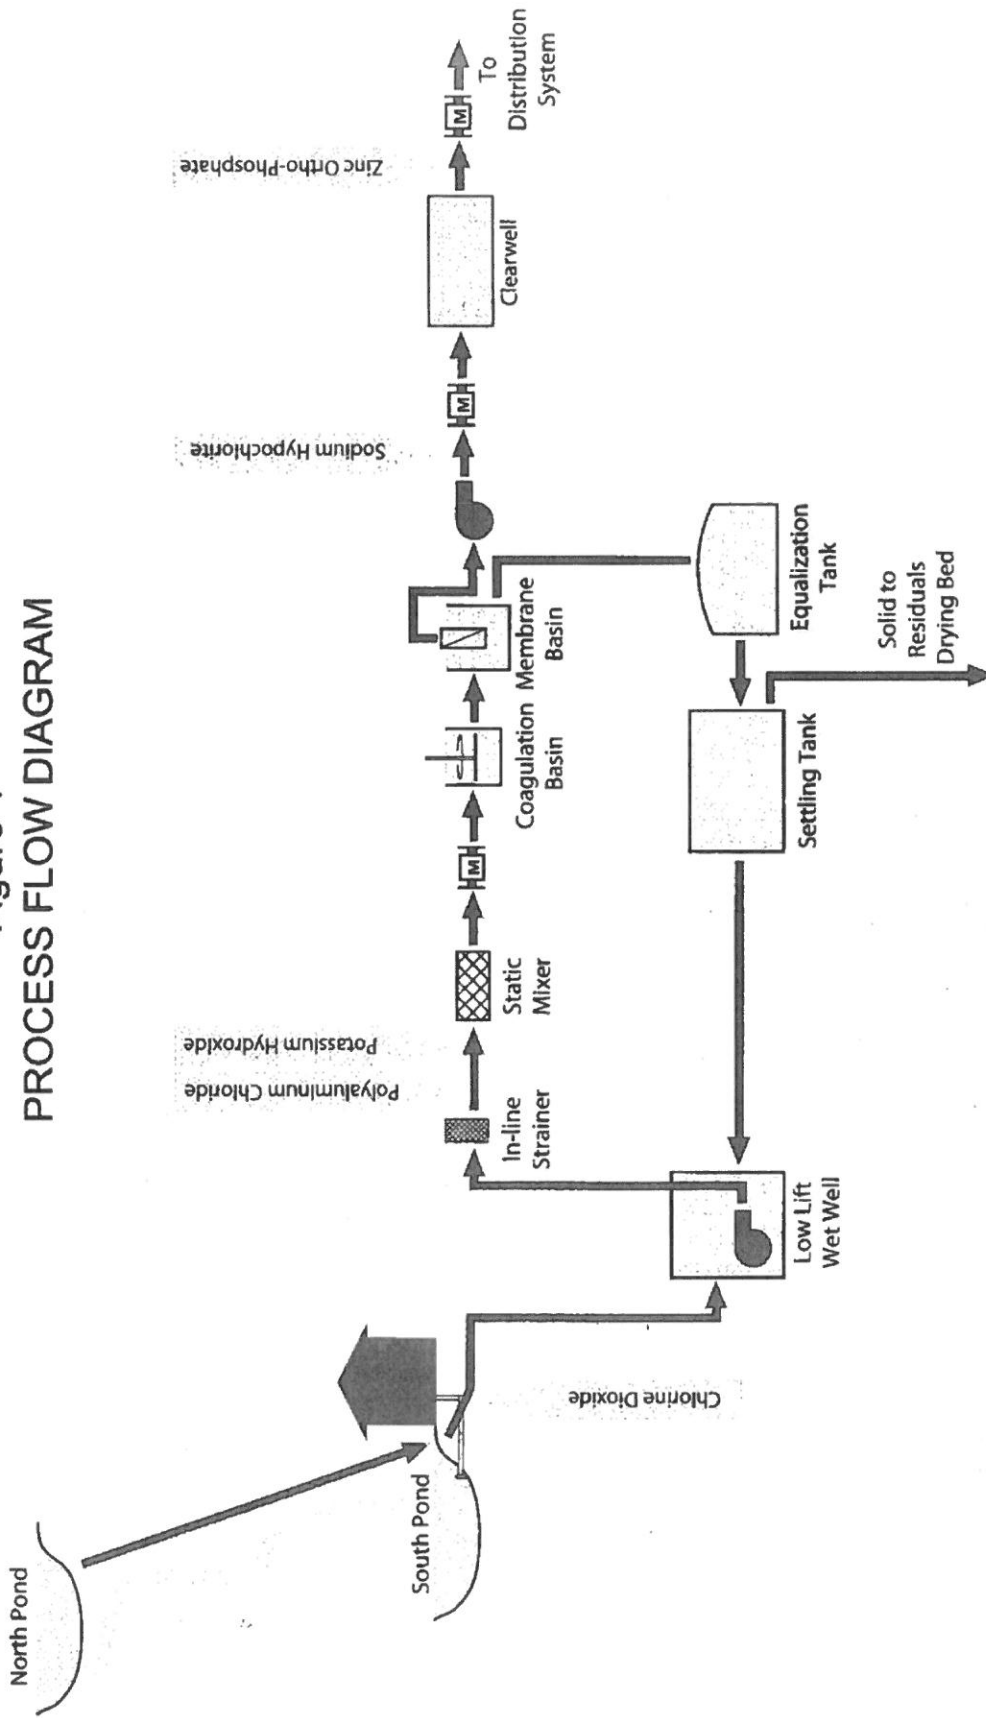 PROCESS FLOW DIAGRAM
North Pond
South Pond
Chlorine Dioxide
Low Lift
Wet Well
In-line
Strainer
Polyaluminum Chloride
Potassium Hydroxide
Static
Mixer
M
Coagulation
Basin
Membrane
Basin
Sodium Hypochlorite
M
Clearwell
Zinc Ortho-Phosphate
M
To
Distribution
System
Equalization
Tank
Settling Tank
Solid to
Residuals
Drying Bed